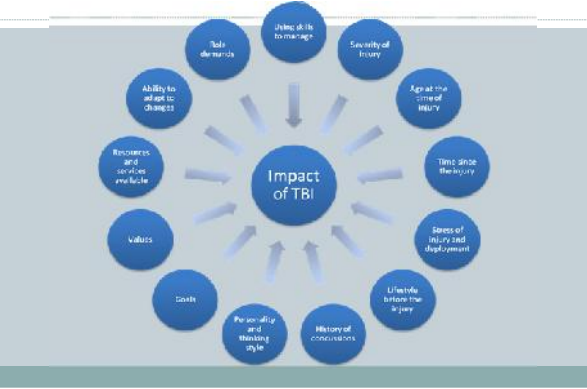 Using skills
to manage
Severity of
injury
Age at the
time of
injury
Time since
the injury
Stress of
injury and
deployment
Lifestyle
before the
injury
History of
concussions
Personality
and
thinking
style
Goals
Values
Resources
and
services
available
Ability to
adapt to
changes
Role
demands
Impact
of TBI